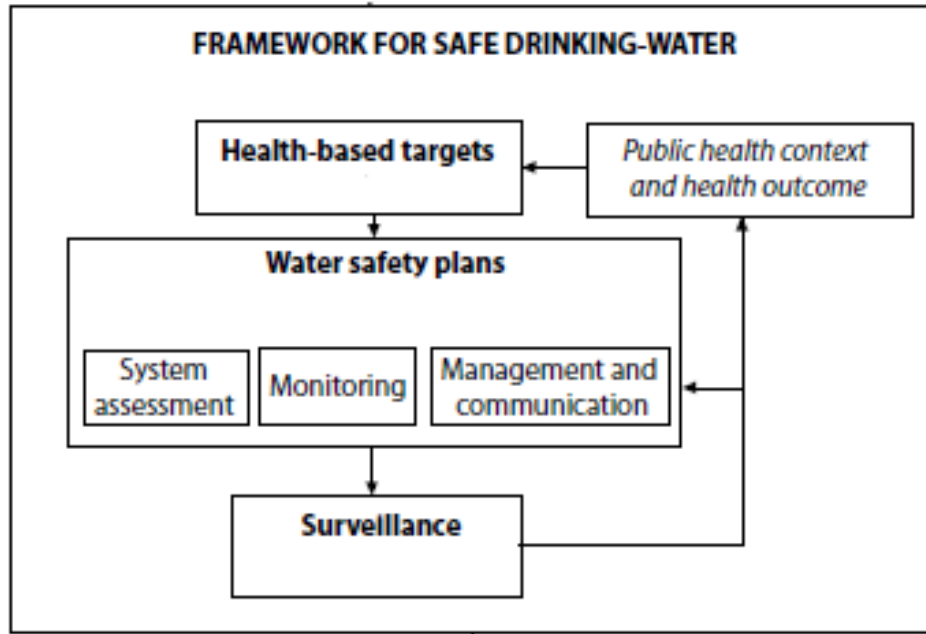 FRAMEWORK FOR SAFE DRINKING-WATER
Health-based targets
Public health context
and health outcome
Water safety plans
System
assessment
Monitoring
Management and
communication
Surveillance